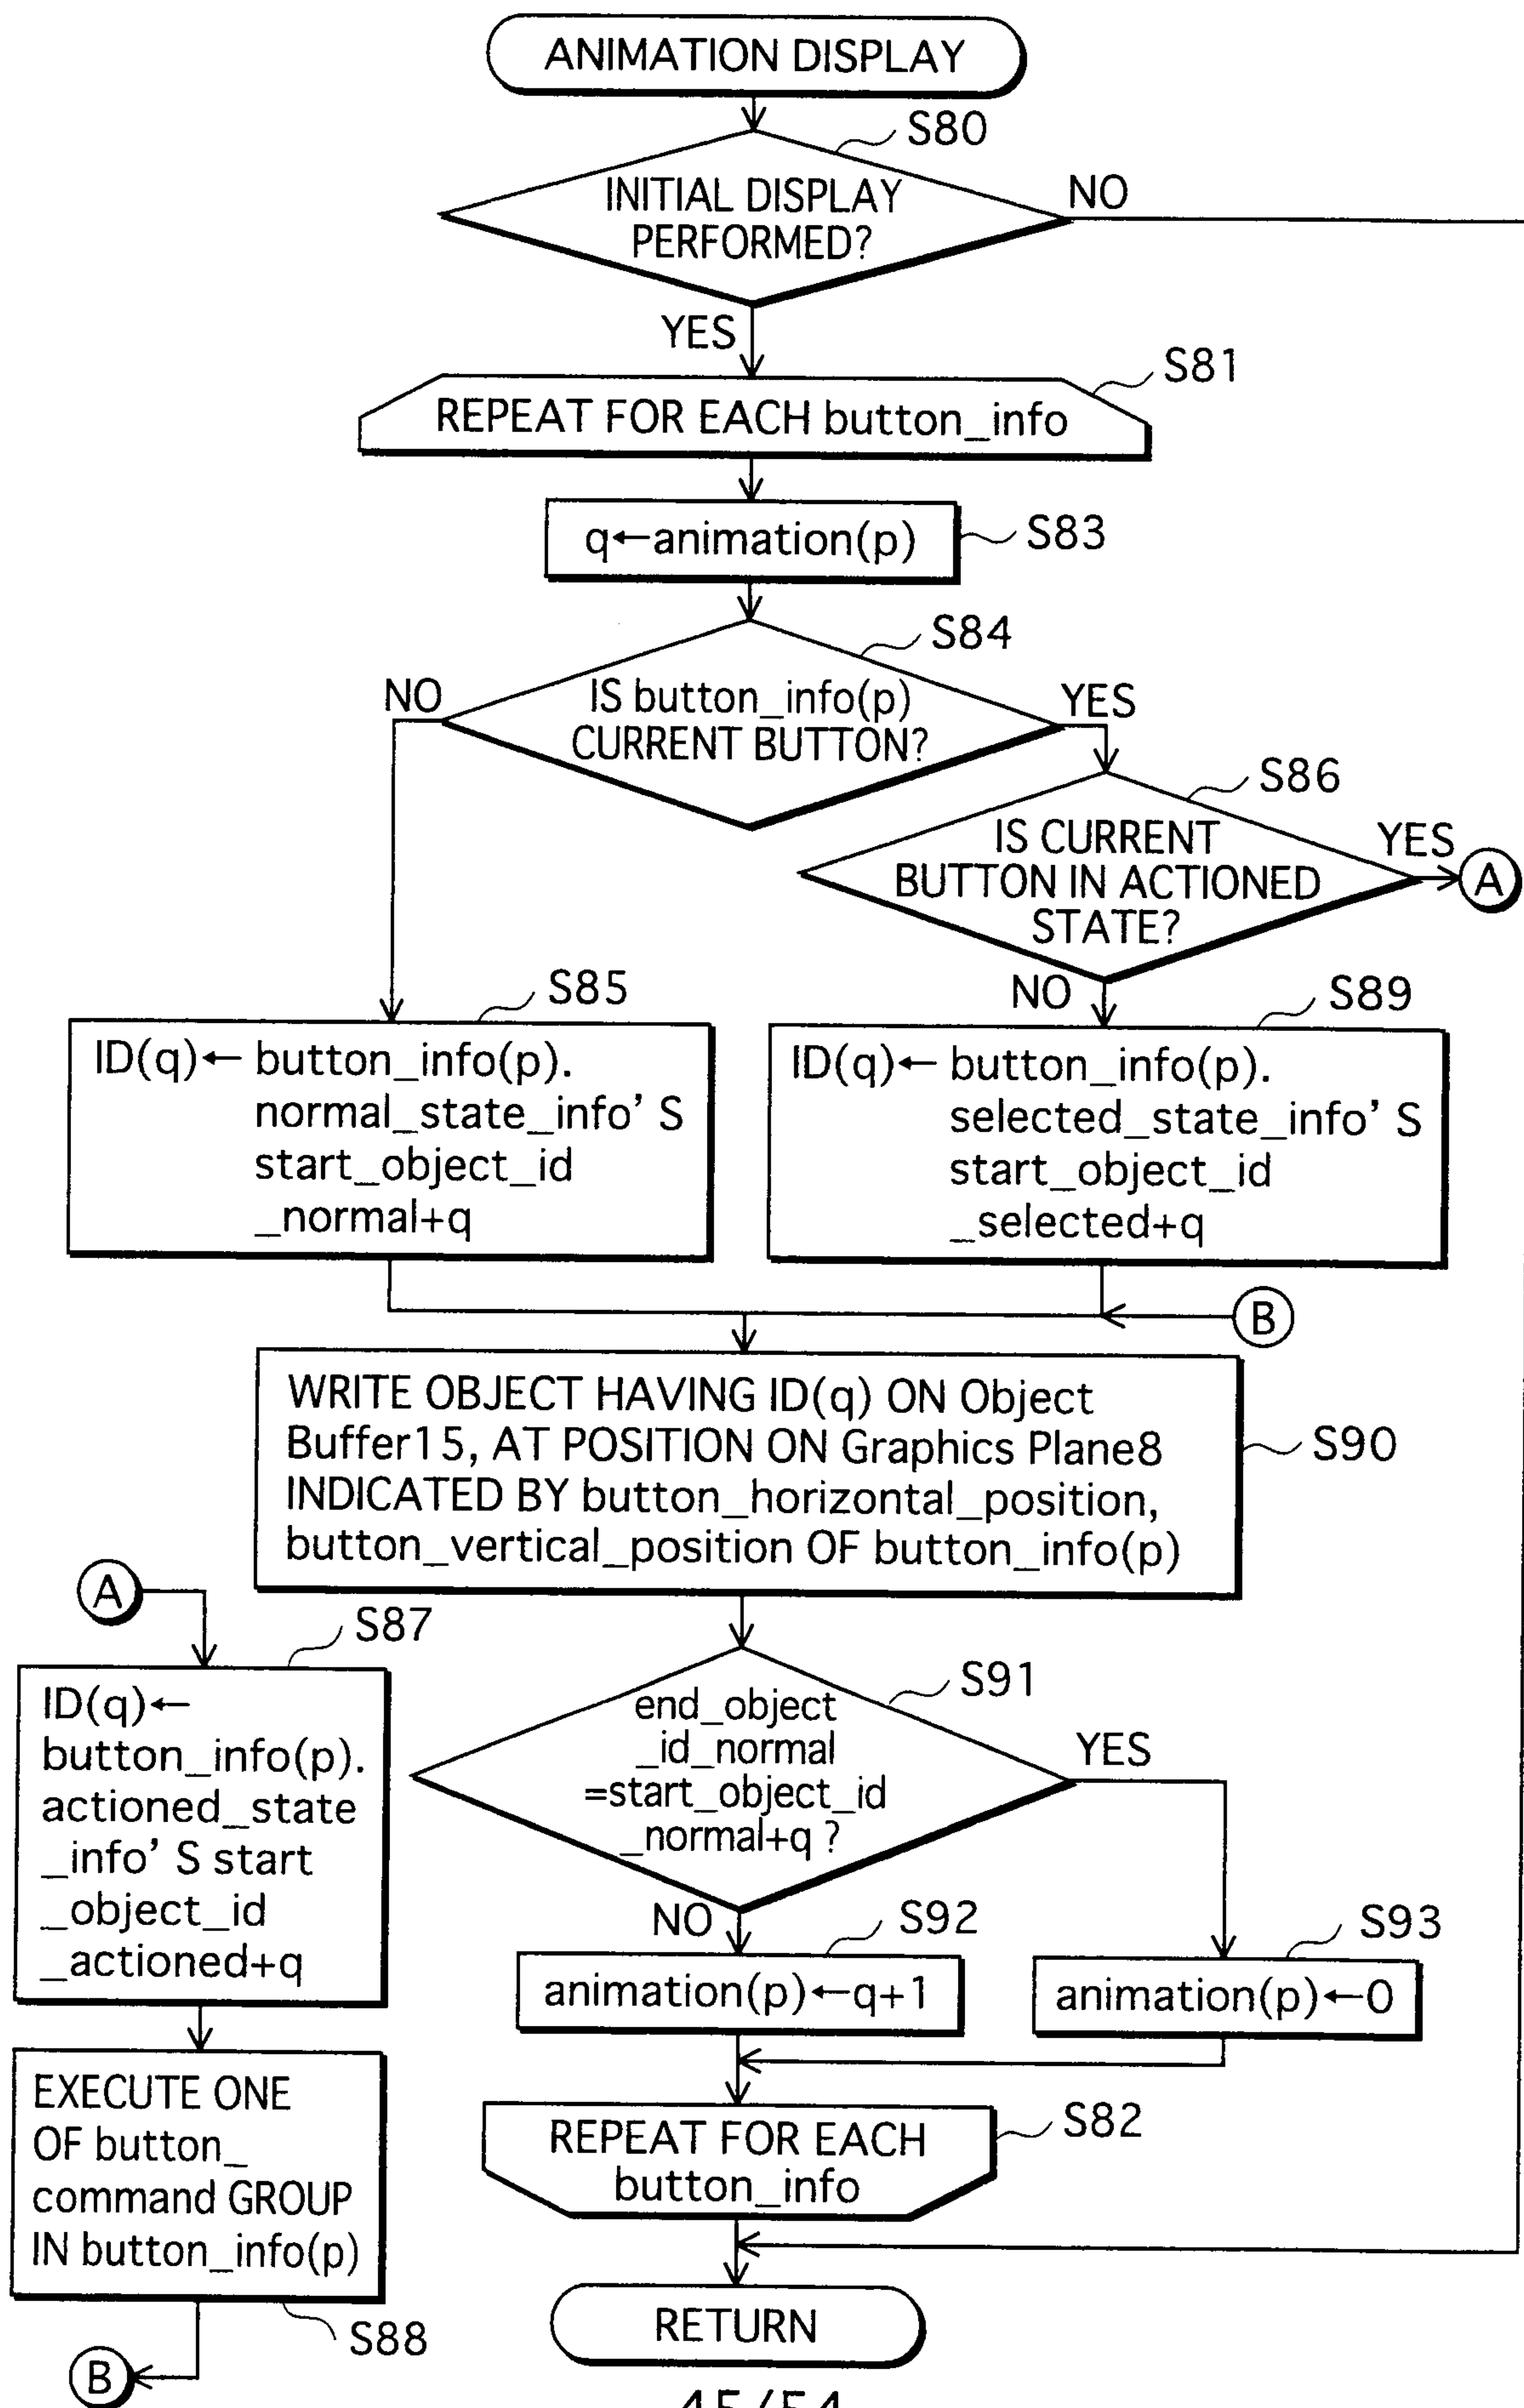 ANIMATION DISPLAY
S80
INITIAL DISPLAY
PERFORMED?
NO
YES
S81
REPEAT FOR EACH button_info
q←animation(p)
S83
S84
NO
IS button_info(p)
CURRENT BUTTON?
YES
S86
IS CURRENT
BUTTON IN ACTIONED
STATE?
YES
A
NO
S85
ID(q)← button_info(p).
normal_state_info' S
start_object_id
_normal+q
S89
ID(q)← button_info(p).
selected_state_info' S
start_object_id
_selected+q
B
WRITE OBJECT HAVING ID(q) ON Object
Buffer15, AT POSITION ON Graphics Plane8
INDICATED BY button_horizontal_position,
button_vertical_position OF button_info(p)
S90
A
S87
ID(q)←
button_info(p).
actioned_state
_info' S start
_object_id
_actioned+q
EXECUTE ONE
OF button_
command GROUP
IN button_info(p)
S88
B
S91
end_object
_id_normal
=start_object_id
_normal+q ?
YES
NO
S92
animation(p)←q+1
S93
animation(p)←0
S82
REPEAT FOR EACH
button_info
RETURN
45/54